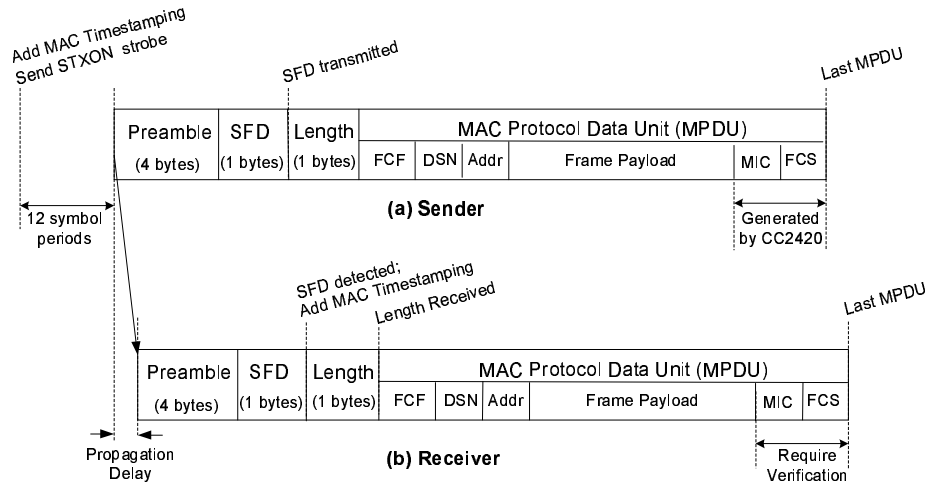 Add MAC Timestamping
Send STXON strobe
SFD transmitted
Last MPDU
Preamble
(4 bytes)
SFD
(1 bytes)
Length
(1 bytes)
MAC Protocol Data Unit (MPDU)
FCF
DSN
Addr
Frame Payload
MIC
FCS
12 symbol
periods
(a) Sender
Generated
by CC2420
SFD detected;
Add MAC Timestamping
Length Received
Last MPDU
Preamble
(4 bytes)
SFD
(1 bytes)
Length
(1 bytes)
MAC Protocol Data Unit (MPDU)
FCF
DSN
Addr
Frame Payload
MIC
FCS
Propagation
Delay
(b) Receiver
Require
Verification